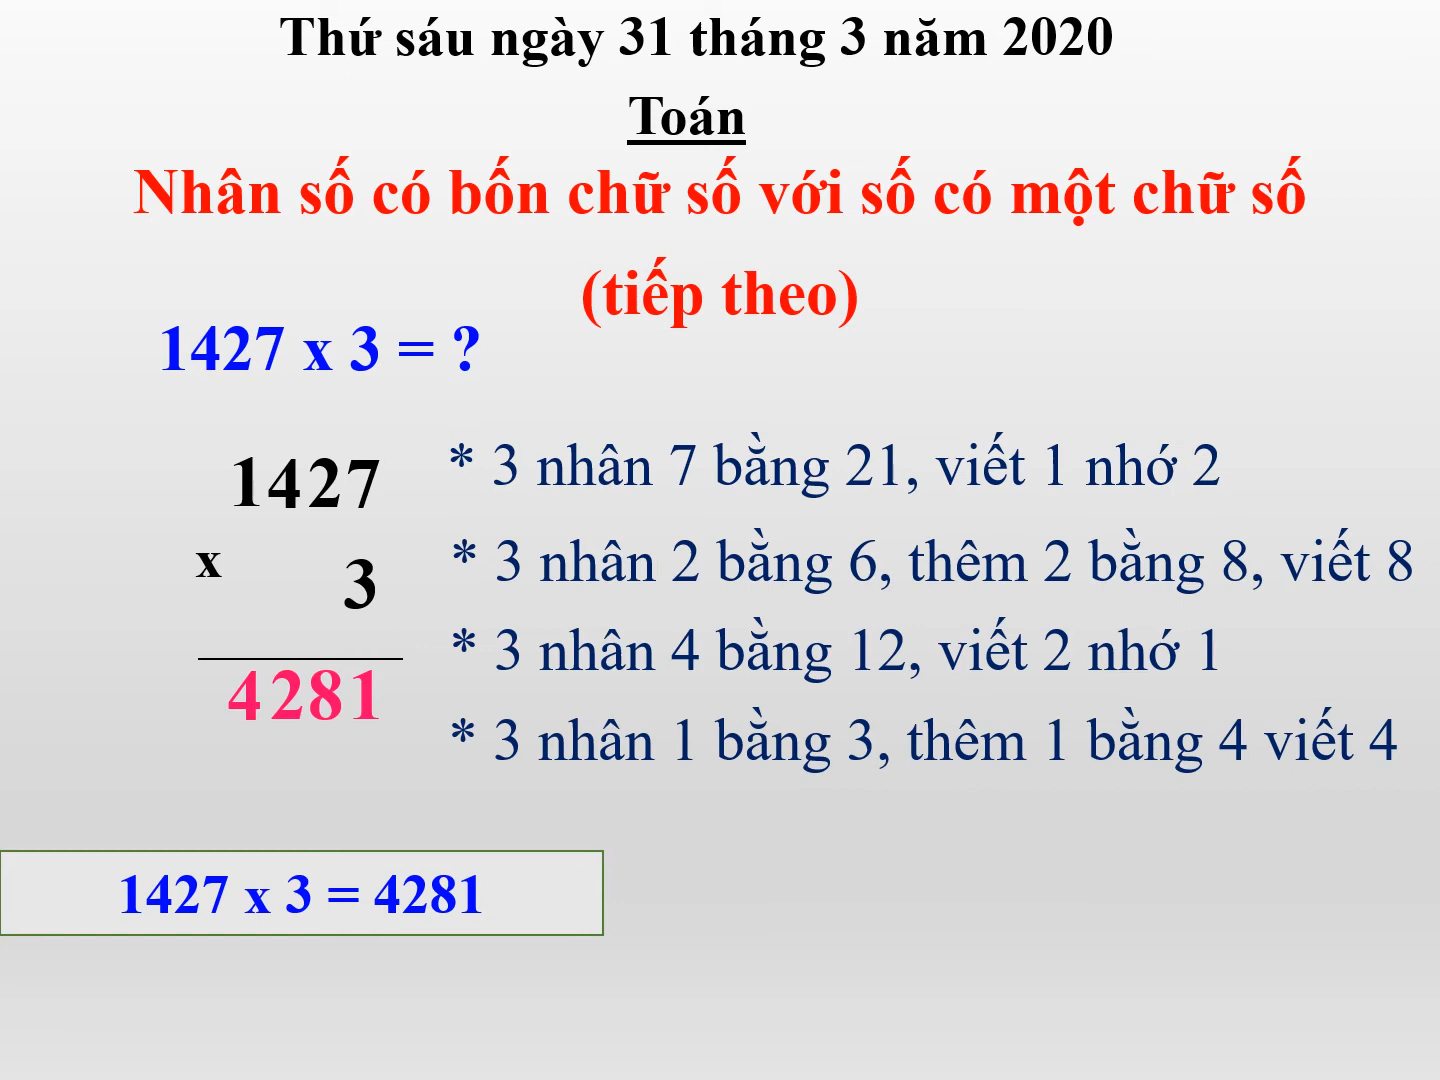 Thứ sáu ngày 31 tháng 3 năm 2020
Toán
Nhân số có bốn chữ số với số có một chữ số
(tiếp theo)
1427 x 3 = ?
1427
x
3
4281
* 3 nhân 7 bằng 21, viết 1 nhớ 2
* 3 nhân 2 bằng 6, thêm 2 bằng 8, viết 8
* 3 nhân 4 bằng 12, viết 2 nhớ 1
* 3 nhân 1 bằng 3, thêm 1 bằng 4 viết 4
1427 x 3 = 4281